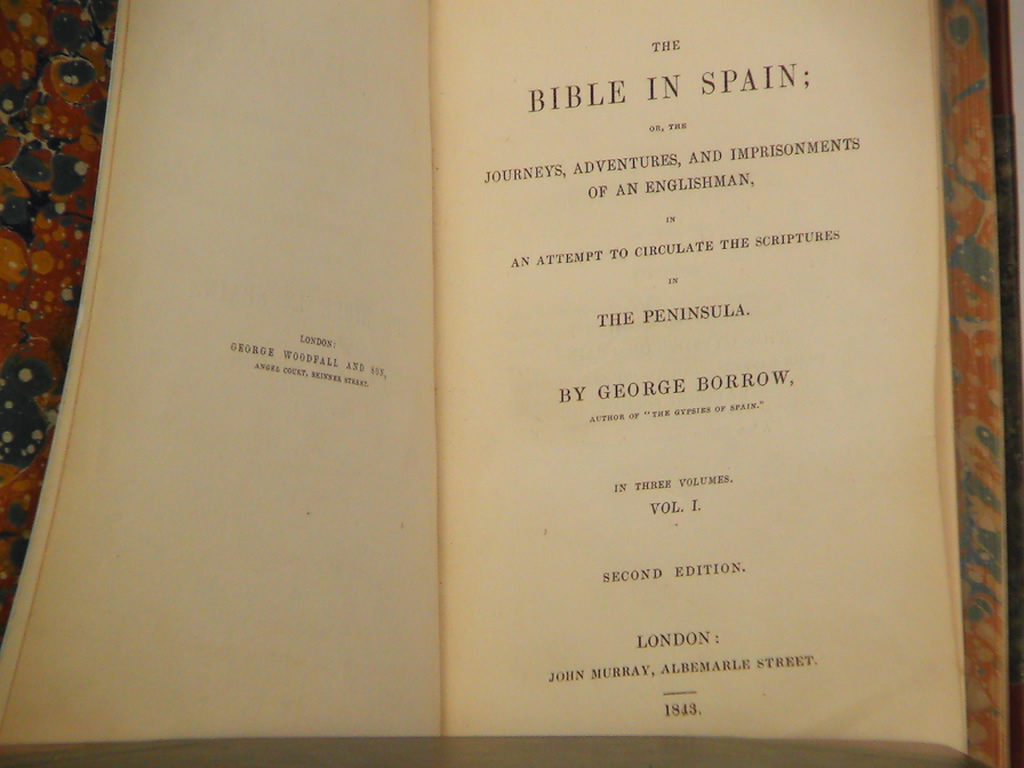 LONDON:
GEORGE WOODFALL AND SON,
ANGEL COURT, SKINNER STREET.
THE
BIBLE IN SPAIN;
OR, THE
JOURNEYS, ADVENTURES, AND IMPRISONMENTS
OF AN ENGLISHMAN,
IN
AN ATTEMPT TO CIRCULATE THE SCRIPTURES
IN
THE PENINSULA.
BY GEORGE BORROW,
AUTHOR OF "THE GYPSIES OF SPAIN."
IN THREE VOLUMES.
VOL. I.
SECOND EDITION.
LONDON:
JOHN MURRAY, ALBEMARLE STREET.
1843.